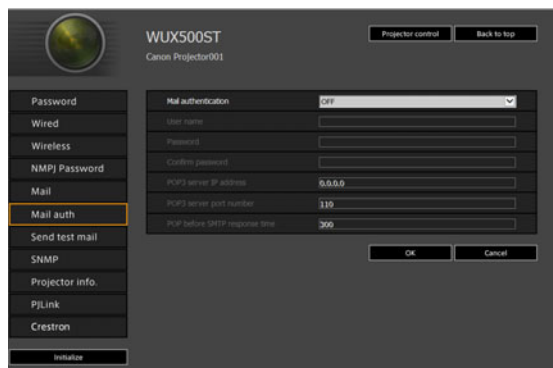 WUX500ST
Canon Projector001
Projector control
Back to top
Password
Wired
Wireless
NMPJ Password
Mail
Mail auth
Send test mail
SNMP
Projector info.
PJLink
Crestron
Initialize
Mail authentication OFF
User name
Password
Confirm password
POP3 server IP address 0.0.0.0
POP3 server port number 110
POP before SMTP response time 300
OK
Cancel